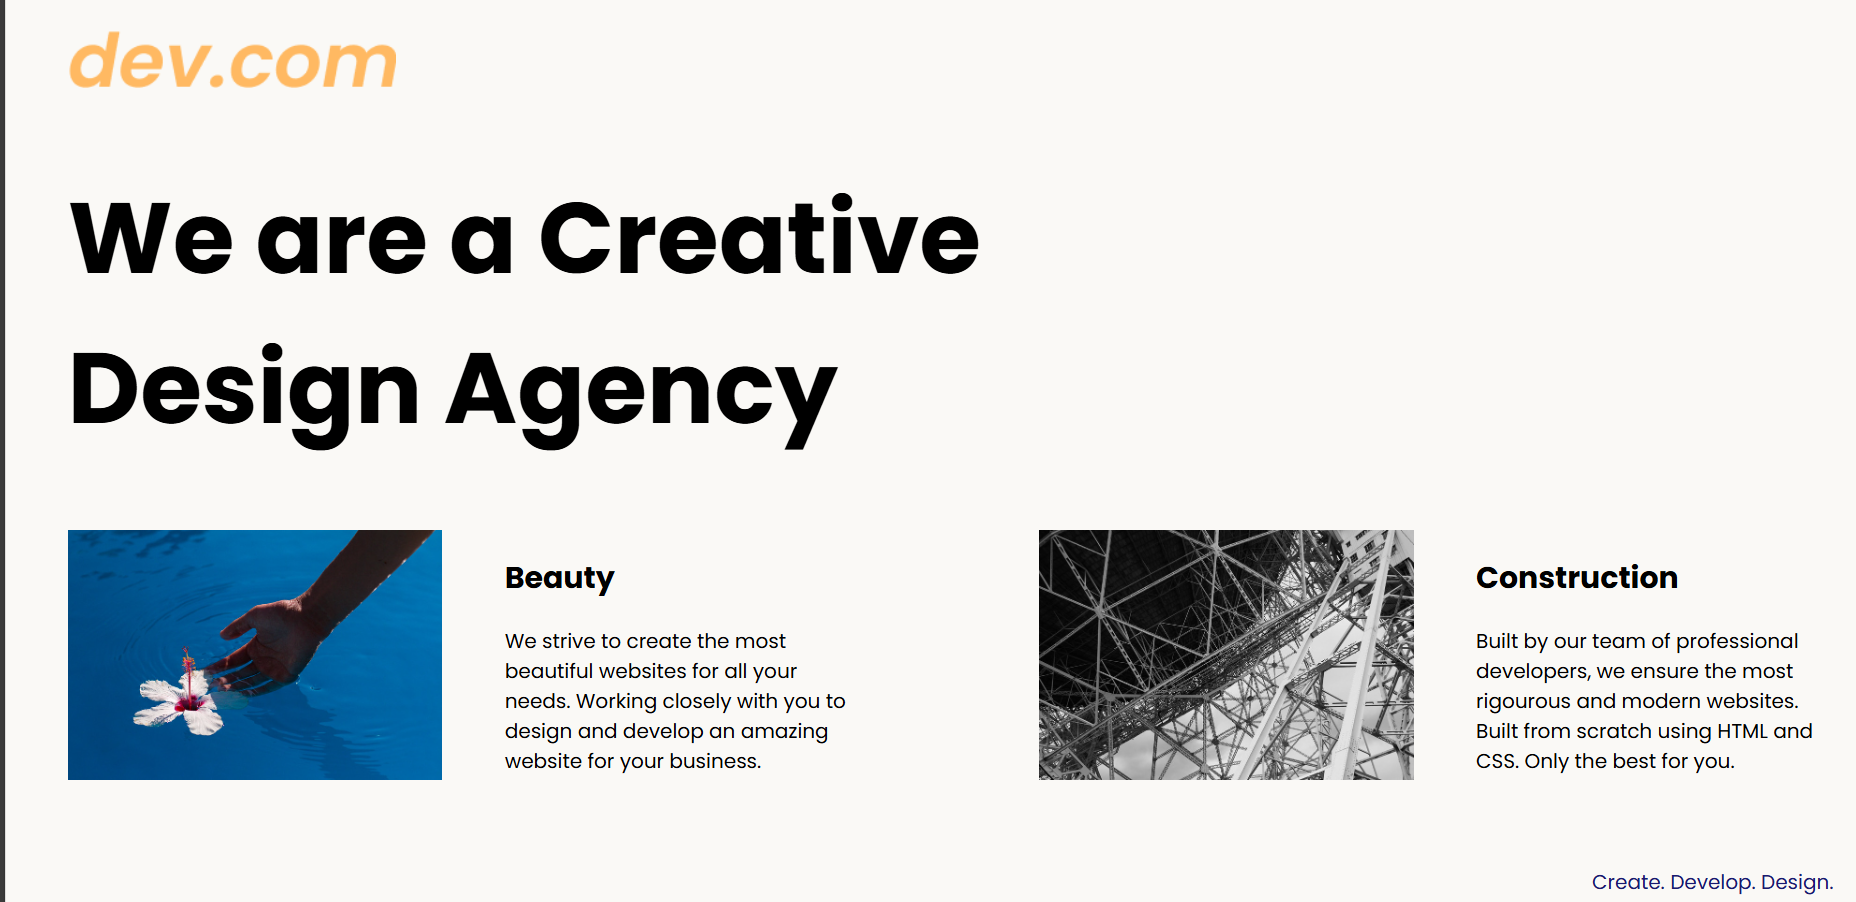 dev.com
We are a Creative
Design Agency
Beauty
We strive to create the most
beautiful websites for all your
needs. Working closely with you to
design and develop an amazing
website for your business.
Construction
Built by our team of professional
developers, we ensure the most
rigourous and modern websites.
Built from scratch using HTML and
CSS. Only the best for you.
Create. Develop. Design.